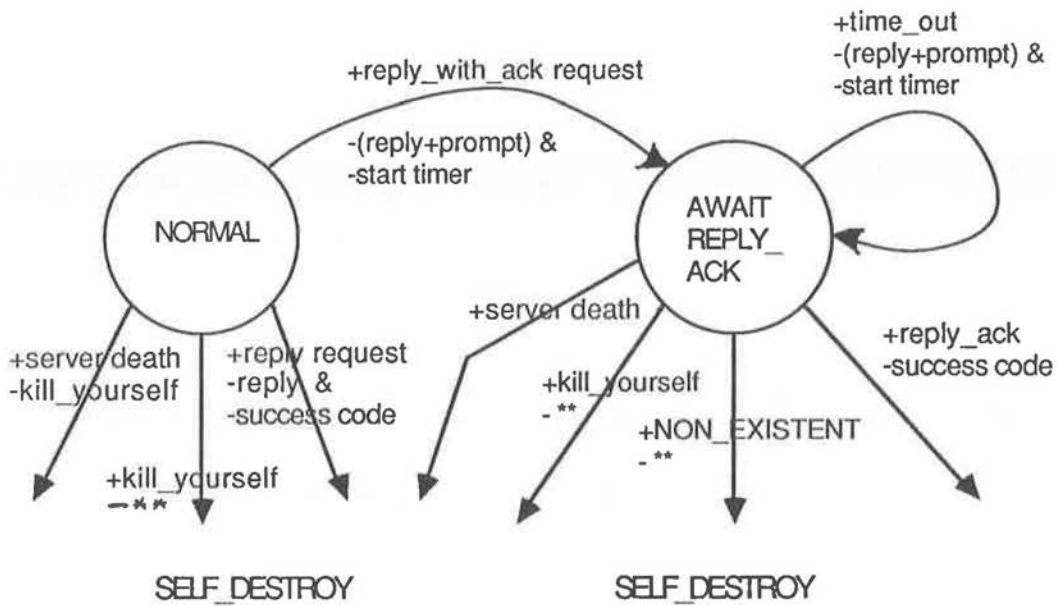 +time_out
-(reply+prompt) &
-start timer
+reply_with_ack request
-(reply+prompt) &
-start timer
NORMAL
AWAIT
REPLY_
ACK
+server death
-kill_yourself
+reply request
-reply &
-success code
+kill_yourself
-**
+server death
+kill_yourself
- **
+NON_EXISTENT
- **
+reply_ack
-success code
SELF_DESTROY
SELF_DESTROY